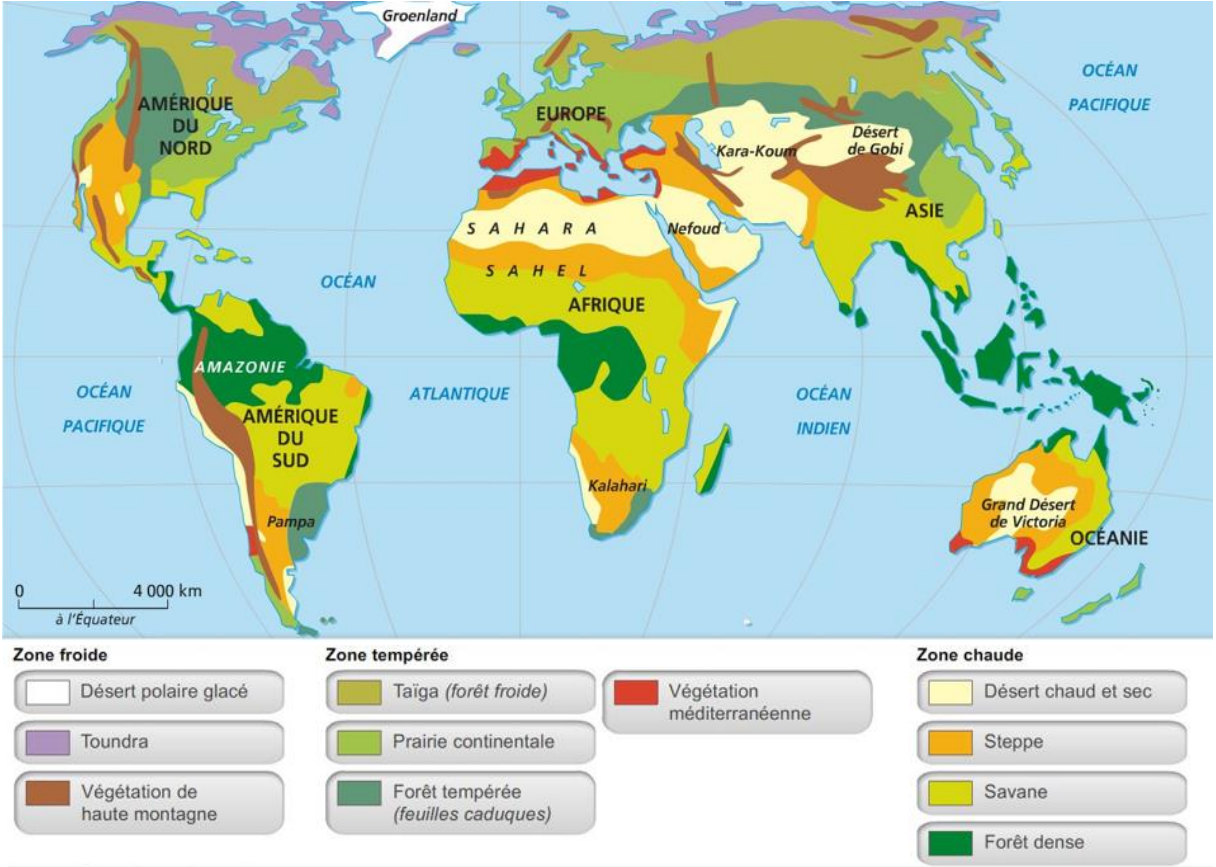 Groenland
OCÉAN
PACIFIQUE
AMÉRIQUE
DU
NORD
EUROPE
Kara-Koum
Désert
de Gobi
ASIE
SAHARA
Nefoud
SAHEL
OCÉAN
AFRIQUE
AMAZONIE
OCÉAN
PACIFIQUE
ATLANTIQUE
OCÉAN
INDIEN
AMÉRIQUE
DU
SUD
Kalahari
Pampa
Grand Désert
de Victoria
OCÉANIE
0 4 000 km
à l'Équateur
Zone froide
Désert polaire glacé
Toundra
Végétation de
haute montagne
Zone tempérée
Taïga (forêt froide)
Prairie continentale
Forêt tempérée
(feuilles caduques)
Végétation
méditerranéenne
Zone chaude
Désert chaud et sec
Steppe
Savane
Forêt dense